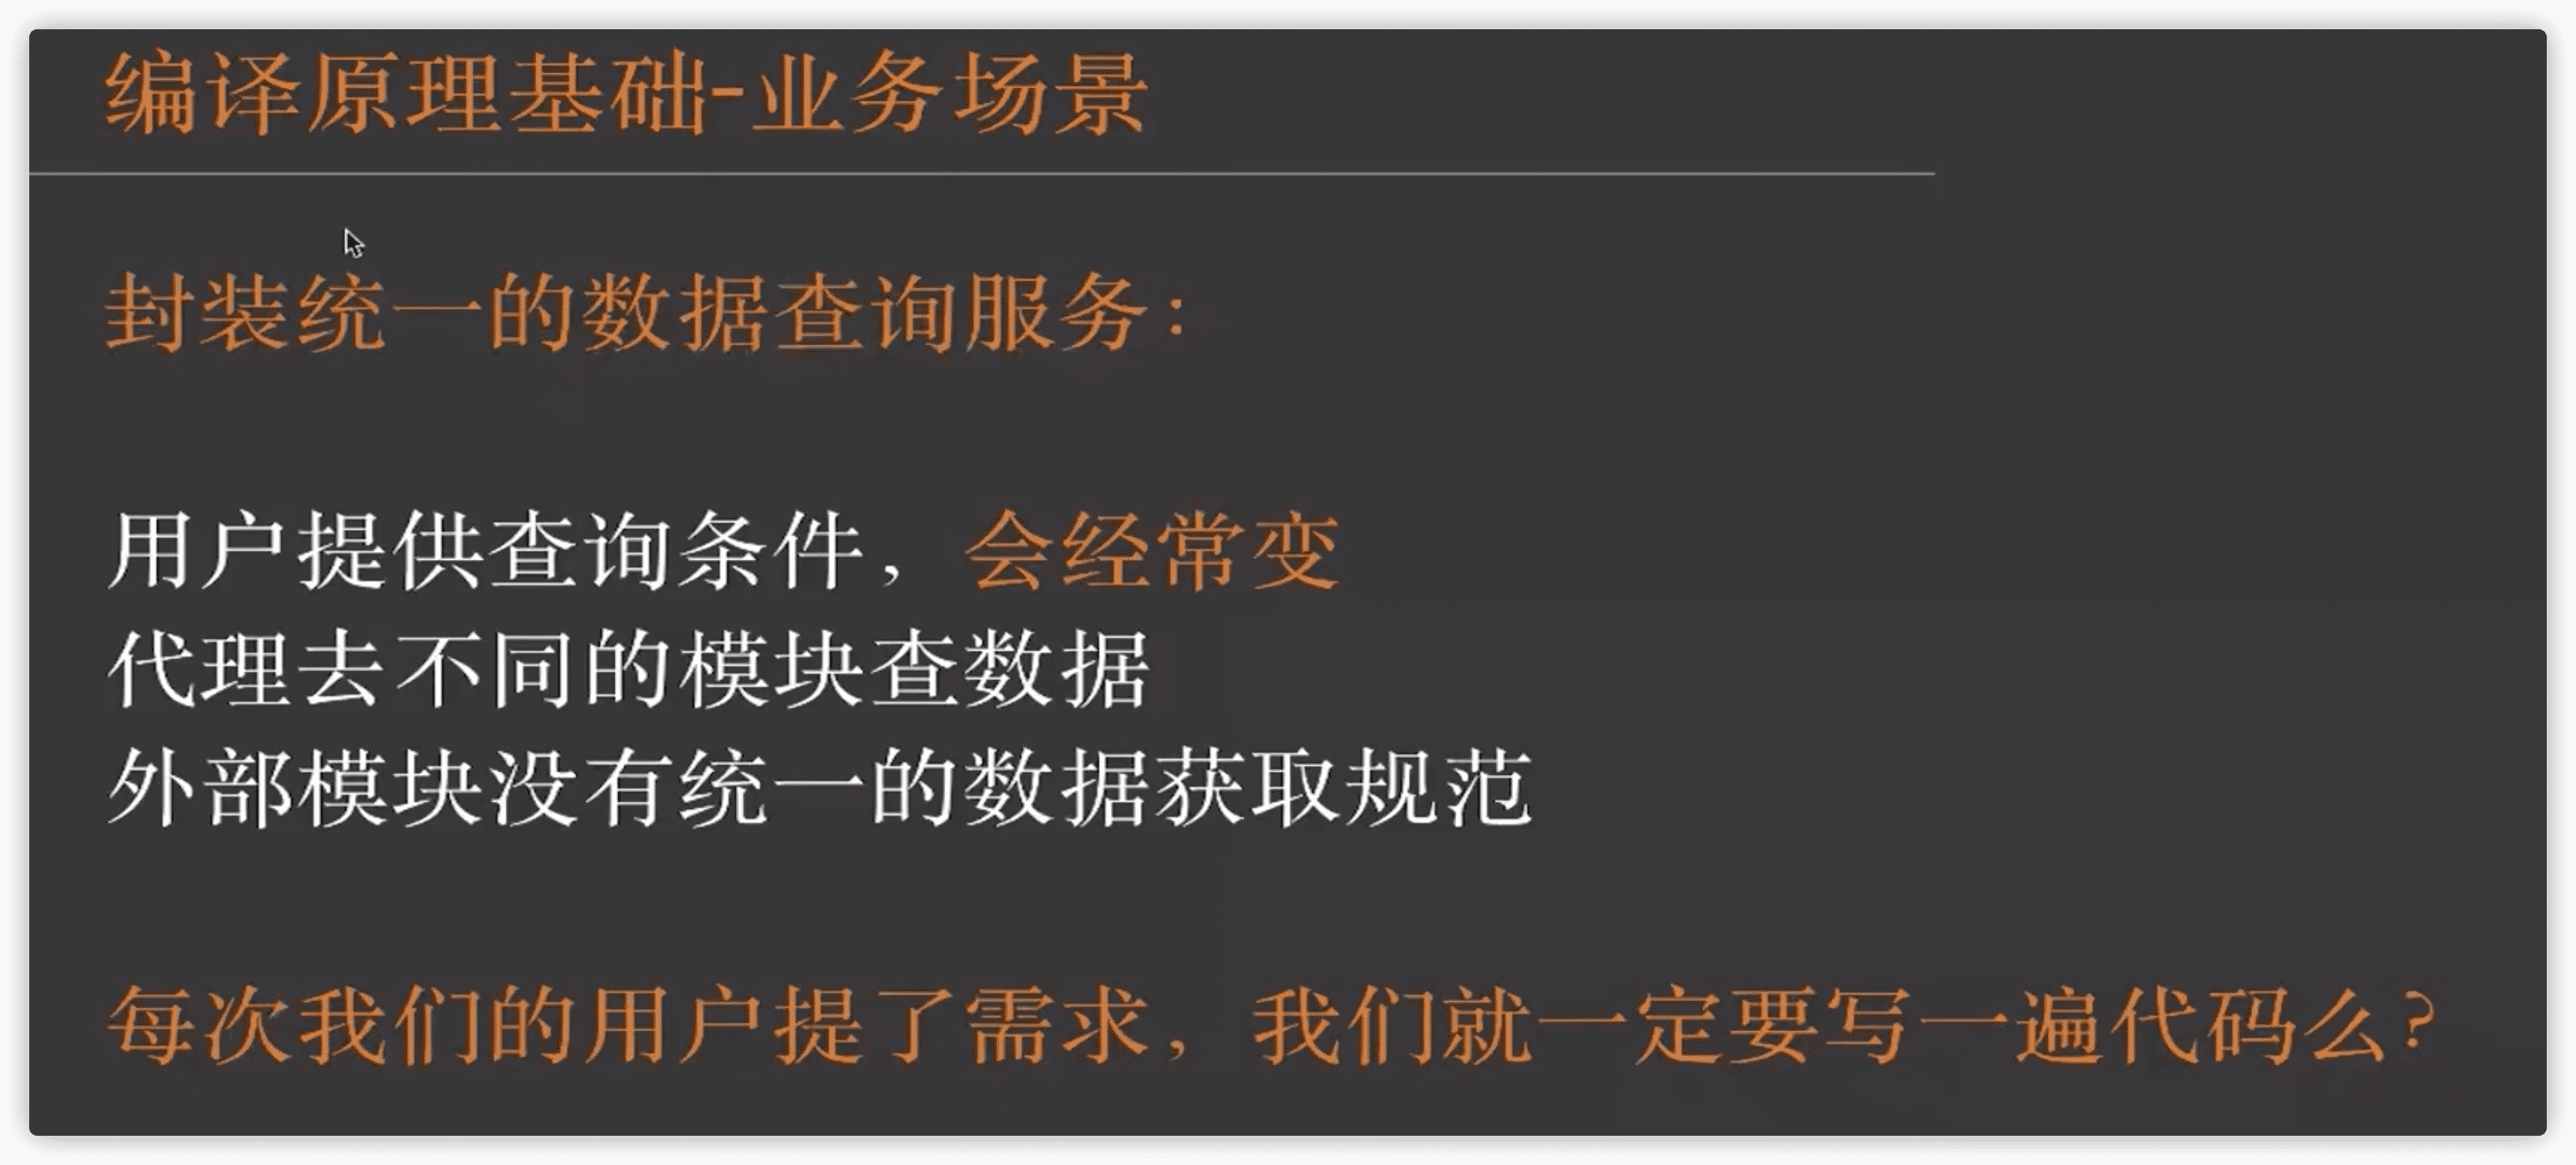 编译原理基础-业务场景
封装统一的数据查询服务：
用户提供查询条件，会经常变
代理去不同的模块查数据
外部模块没有统一的数据获取规范
每次我们的用户提了需求，我们就一定要写一遍代码么？